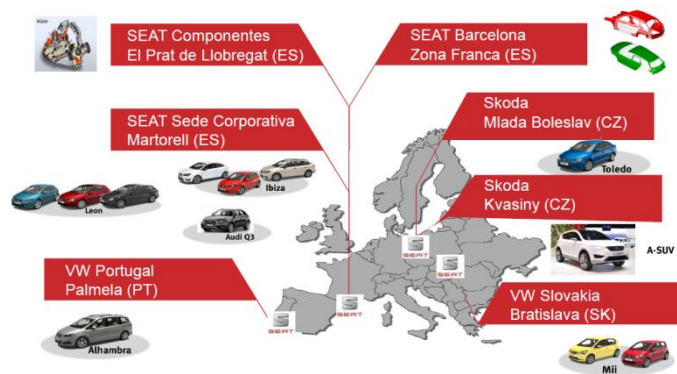 SEAT Componentes
El Prat de Llobregat (ES)
SEAT Barcelona
Zona Franca (ES)
SEAT Sede Corporativa
Martorell (ES)
Skoda
Mlada Boleslav (CZ)
Toledo
Ibiza
Leon
Audi Q3
Skoda
Kvasiny (CZ)
A-SUV
SEAT
SEAT
VW Portugal
Palmela (PT)
SEAT
SEAT
VW Slovakia
Bratislava (SK)
Alhambra
Mii